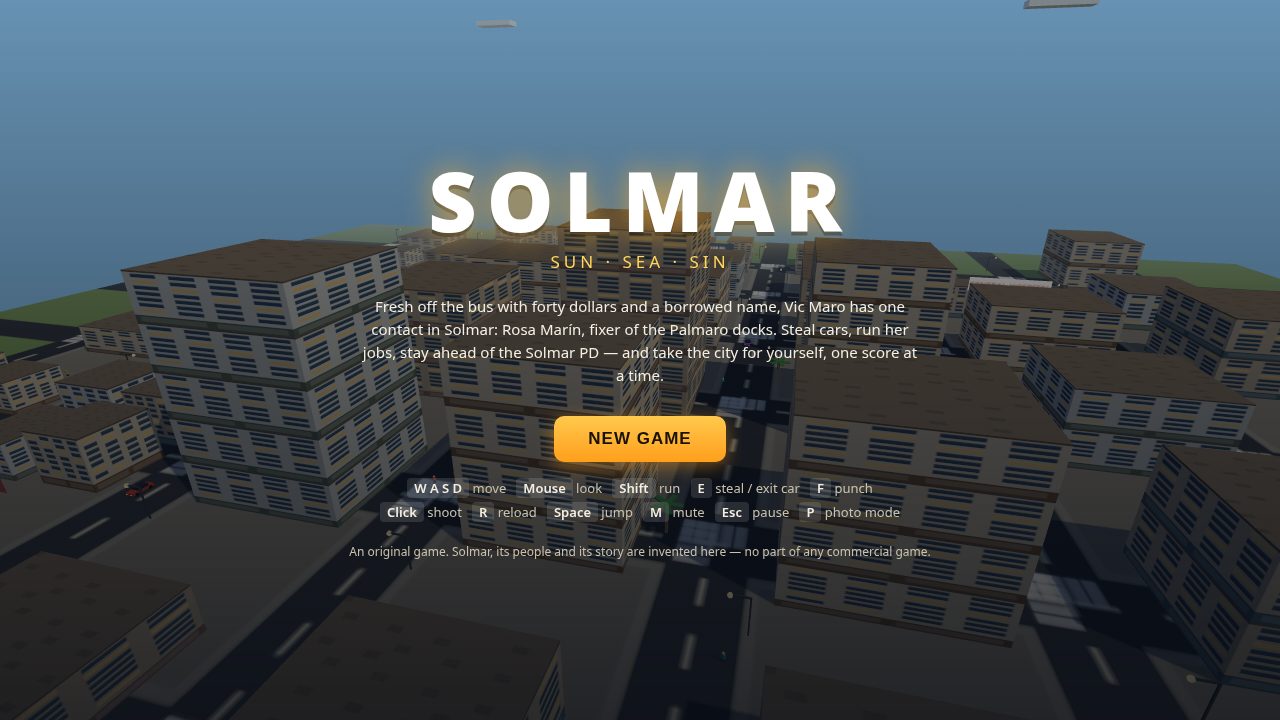 SOLMAR
SUN · SEA · SIN
Fresh off the bus with forty dollars and a borrowed name, Vic Maro has one
contact in Solmar: Rosa Marín, fixer of the Palmaro docks. Steal cars, run her
jobs, stay ahead of the Solmar PD — and take the city for yourself, one score at
a time.
NEW GAME
W A S D move Mouse look Shift run E steal / exit car F punch
Click shoot R reload Space jump M mute Esc pause P photo mode
An original game. Solmar, its people and its story are invented here — no part of any commercial game.